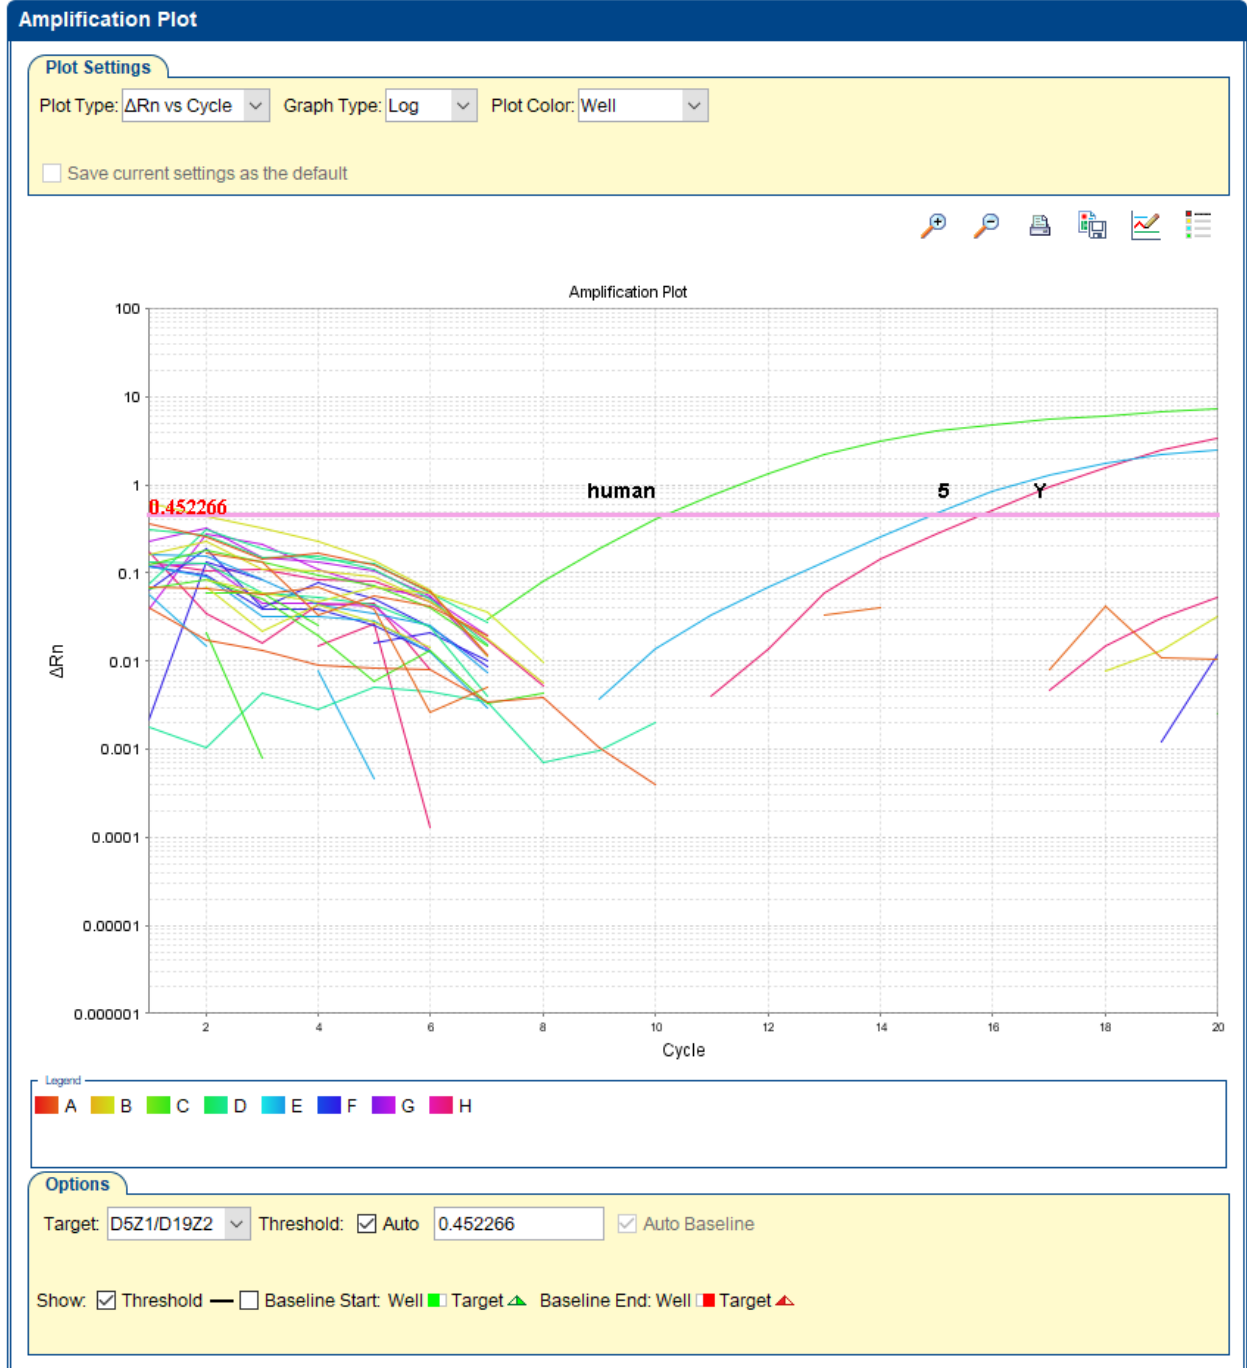 Amplification Plot
Plot Settings
Plot Type: ΔRn vs Cycle Graph Type: Log Plot Color: Well
Save current settings as the default
Amplification Plot
100
10
1
0.1
0.01
0.001
0.0001
0.00001
0.000001
ΔRn
0.452266
human 5 Y
2 4 6 8 10 12 14 16 18 20
Cycle
Legend
A B C D E F G H
Options
Target: D5Z1/D19Z2 Threshold: Auto 0.452266 Auto Baseline
Show: Threshold Baseline Start: Well Target Baseline End: Well Target